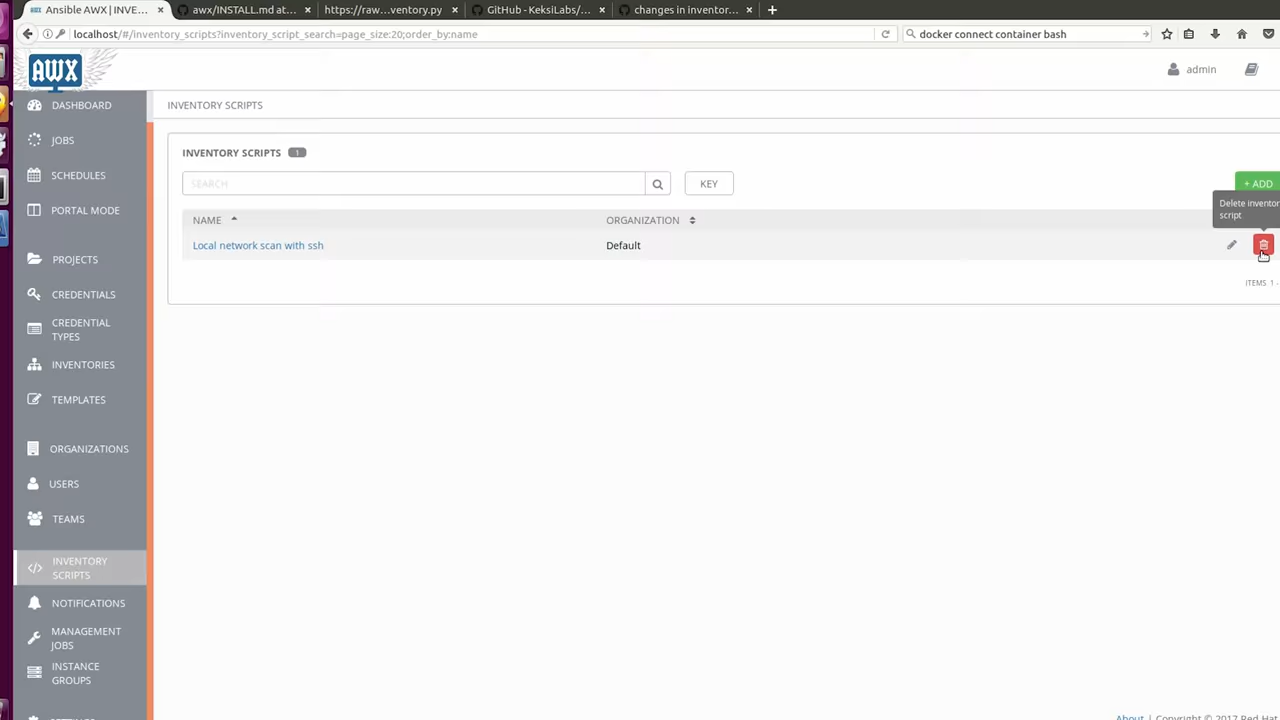 Ansible AWX | INVE...
awx/INSTALL.md at...
https://raw...ventory.py
GitHub - KeksiLabs/...
changes in inventor...
localhost/#/inventory_scripts?inventory_script_search=page_size:20;order_by:name
docker connect container bash
AWX
admin
DASHBOARD
JOBS
SCHEDULES
PORTAL MODE
PROJECTS
CREDENTIALS
CREDENTIAL
TYPES
INVENTORIES
TEMPLATES
ORGANIZATIONS
USERS
TEAMS
INVENTORY
SCRIPTS
NOTIFICATIONS
MANAGEMENT
JOBS
INSTANCE
GROUPS
INVENTORY SCRIPTS
INVENTORY SCRIPTS 1
SEARCH
KEY
+ ADD
Delete inventor
script
NAME ORGANIZATION
Local network scan with ssh Default
ITEMS 1 -
About | Copyright © 2017 Red Hat